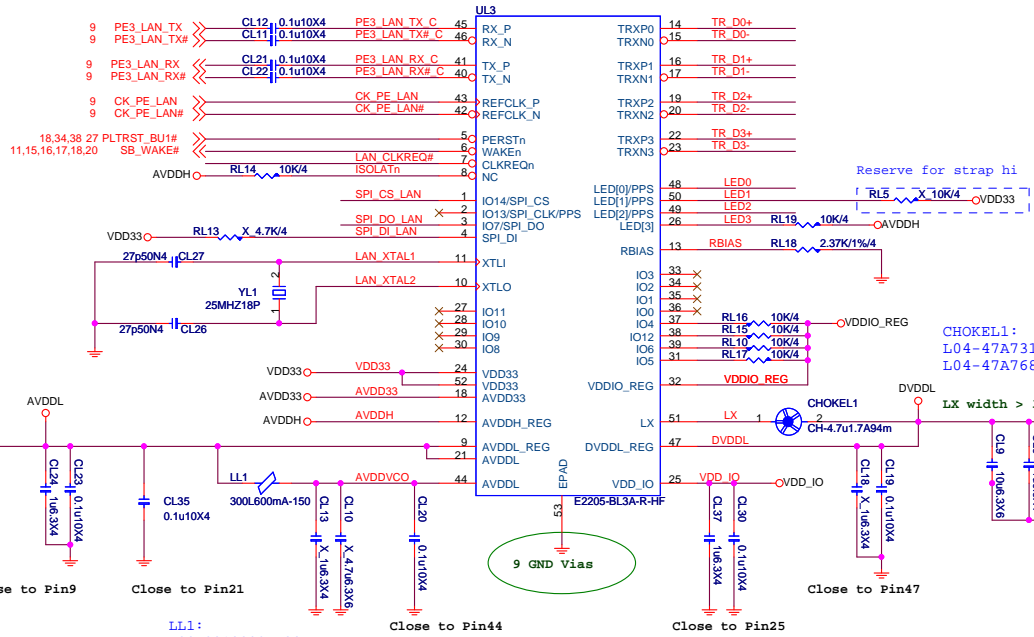 UL3
9 PE3_LAN_TX CL12 0.1u10X4 PE3_LAN_TX_C 45 RX_P TRXP0 14 TR_D0+
9 PE3_LAN_TX# CL11 0.1u10X4 PE3_LAN_TX#_C 46 RX_N TRXN0 15 TR_D0-
9 PE3_LAN_RX CL21 0.1u10X4 PE3_LAN_RX_C 41 TX_P TRXP1 16 TR_D1+
9 PE3_LAN_RX# CL22 0.1u10X4 PE3_LAN_RX#_C 40 TX_N TRXN1 17 TR_D1-
9 CK_PE_LAN CK_PE_LAN 43 REFCLK_P TRXP2 19 TR_D2+
9 CK_PE_LAN# CK_PE_LAN# 42 REFCLK_N TRXN2 20 TR_D2-
18,34,38 27 PLTRST_BU1# 5 PERSTn TRXP3 22 TR_D3+
11,15,16,17,18,20 SB_WAKE# 6 WAKEn TRXN3 23 TR_D3-
LAN_CLKREQ# 7 CLKREQn
AVDDH RL14 10K/4 ISOLATn 8 NC
Reserve for strap hi
LED[0]/PPS 48 LED0
SPI_CS_LAN 1 IO14/SPI_CS LED[1]/PPS 50 LED1 RL5 X_10K/4 VDD33
2 IO13/SPI_CLK/PPS LED[2]/PPS 49 LED2
SPI_DO_LAN 3 IO7/SPI_DO LED[3] 26 LED3 RL19 10K/4 AVDDH
VDD33 RL13 X_4.7K/4 SPI_DI_LAN 4 SPI_DI
RBIAS 13 RBIAS RL18 2.37K/1%/4
27p50N4 CL27 LAN_XTAL1 11 XTLI
IO3 33
YL1 2 LAN_XTAL2 10 XTLO IO2 34
25MHZ18P 1 IO1 35
27 IO11 IO0 36
27p50N4 CL26 28 IO10 IO4 37 RL16 10K/4 VDDIO_REG
29 IO9 IO12 38 RL15 10K/4
30 IO8 IO6 39 RL10 10K/4
IO5 31 RL17 10K/4
CHOKEL1:
L04-47A731
L04-47A768
VDD33 VDD33 24 VDD33
52 VDD33 VDDIO_REG 32 VDDIO_REG
AVDD33 AVDD33 18 AVDD33
DVDDL
LX width >
AVDDL AVDDH AVDDH 12 AVDDH_REG LX 51 LX 1 CHOKEL1 2
CH-4.7u1.7A94m
9 AVDDL_REG DVDDL_REG 47 DVDDL
21 AVDDL
LL1 AVDDVCO 44 AVDDL VDD_IO 25 VDD_IO VDD_IO
300L600mA-150
EPAD
53
E2205-BL3A-R-HF
CL24 1u6.3X4
CL23 0.1u10X4
CL35
0.1u10X4
CL13 X_1u6.3X4
CL10 X_4.7u6.3X6
CL20 0.1u10X4
CL37 1u6.3X4
CL30 0.1u10X4
CL18 X_1u6.3X4
CL19 0.1u10X4
CL9 10u6.3X6
9 GND Vias
se to Pin9 Close to Pin21 Close to Pin47
Close to Pin44 Close to Pin25
LL1: